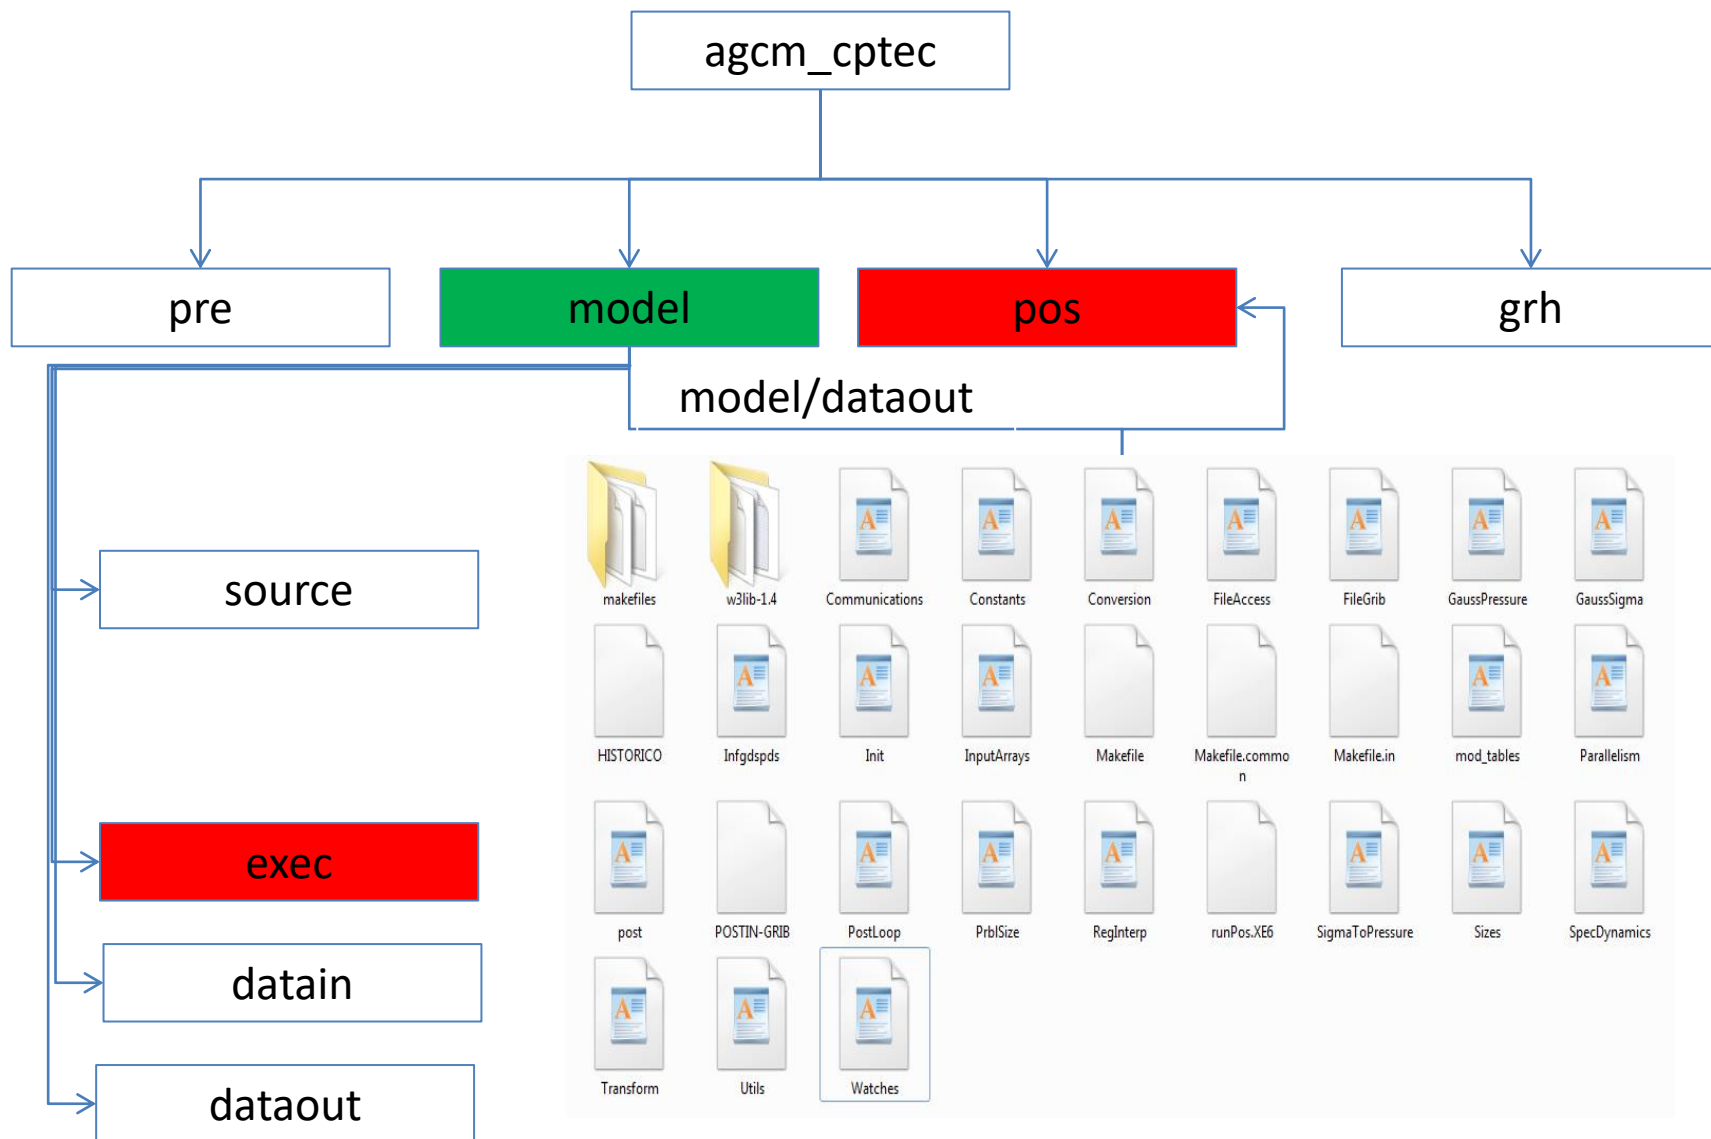 agcm_cptec
pre
model
pos
grh
model/dataout
source
exec
datain
dataout
makefiles
w3lib-1.4
Communications
Constants
Conversion
FileAccess
FileGrib
GaussPressure
GaussSigma
HISTORICO
Infgdspds
Init
InputArrays
Makefile
Makefile.commo
n
Makefile.in
mod_tables
Parallelism
post
POSTIN-GRIB
PostLoop
PrblSize
RegInterp
runPos.XE6
SigmaToPressure
Sizes
SpecDynamics
Transform
Utils
Watches